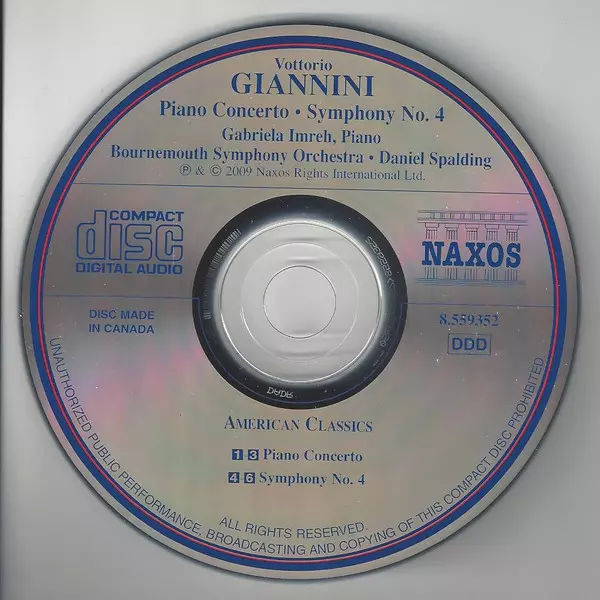 Vottorio
GIANNINI
Piano Concerto • Symphony No. 4
Gabriela Imreh, Piano
Bournemouth Symphony Orchestra • Daniel Spalding
℗ & © 2009 Naxos Rights International Ltd.
COMPACT
disc
DIGITAL AUDIO
NAXOS
DISC MADE
IN CANADA
8.559352
DDD
AMERICAN CLASSICS
1-3 Piano Concerto
4-6 Symphony No. 4
ALL RIGHTS RESERVED.
UNAUTHORIZED PUBLIC PERFORMANCE, BROADCASTING AND COPYING OF THIS COMPACT DISC PROHIBITED.